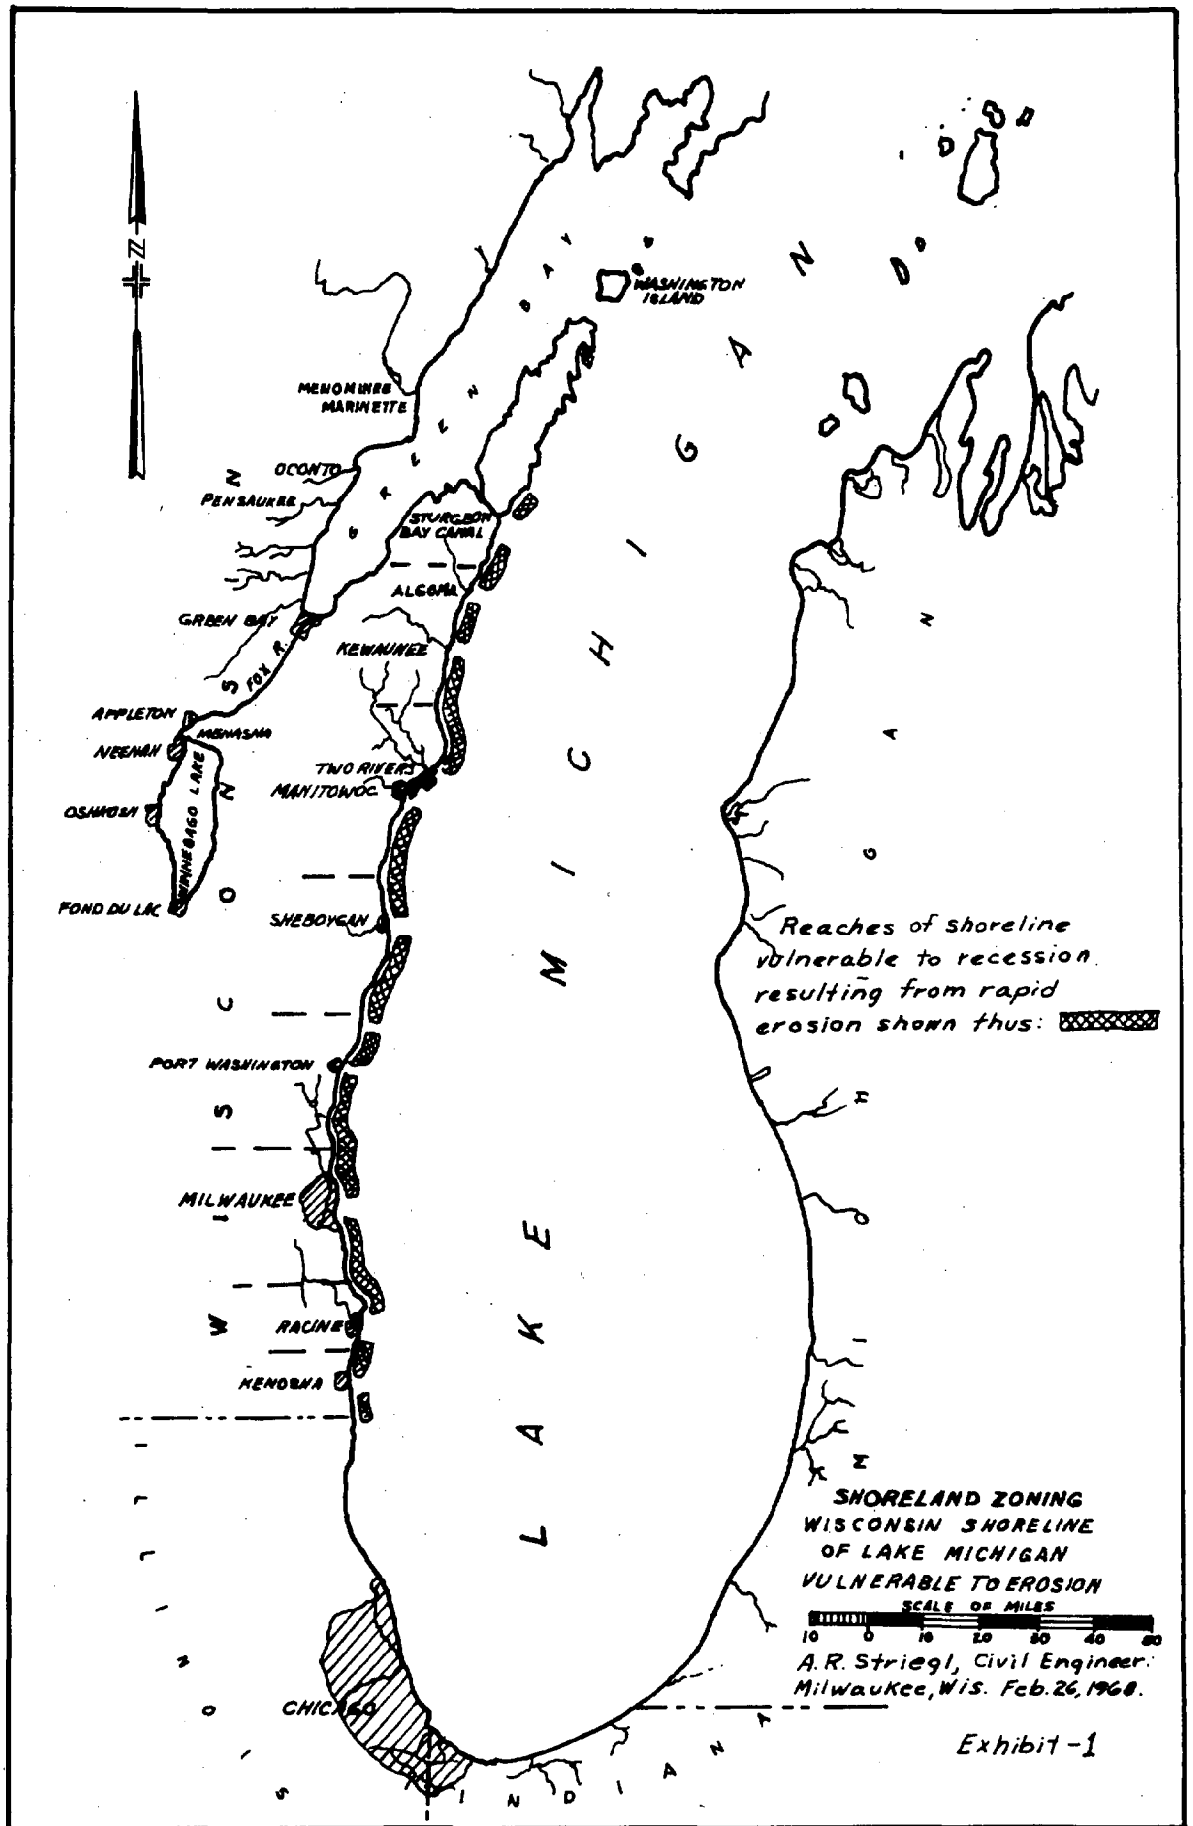 N
WASHINGTON
ISLAND
GREEN BAY
MENOMINEE
MARINETTE
OCONTO
PENSAUKEE
STURGEON
BAY CANAL
ALGOMA
GREEN BAY
KEWAUNEE
FOX R.
APPLETON
MENASHA
NEENAH
TWO RIVERS
MANITOWOC
OSHKOSH
WINNEBAGO LAKE
FOND DU LAC
SHEBOYGAN
PORT WASHINGTON
MILWAUKEE
RACINE
KENOSHA
WISCONSIN
LAKE MICHIGAN
MICHIGAN
ILLINOIS
CHICAGO
INDIANA
Reaches of shoreline
vulnerable to recession
resulting from rapid
erosion shown thus:
SHORELAND ZONING
WISCONSIN SHORELINE
OF LAKE MICHIGAN
VULNERABLE TO EROSION
SCALE OF MILES
10 0 10 20 30 40 50
A.R. Striegl, Civil Engineer
Milwaukee, Wis. Feb. 26,
Exhibit-1